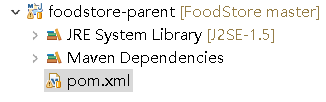 foodstore-parent [FoodStore master]
JRE System Library [J2SE-1.5]
Maven Dependencies
pom.xml